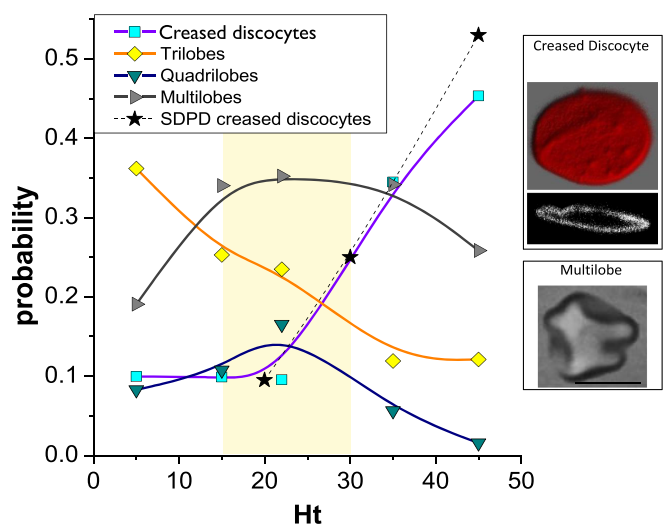 Creased discocytes
Trilobes
Quadrilobes
Multilobes
SDPD creased discocytes
0.5
0.4
0.3
0.2
0.1
0.0
probability
0 10 20 30 40 50
Ht
Creased Discocyte
Multilobe